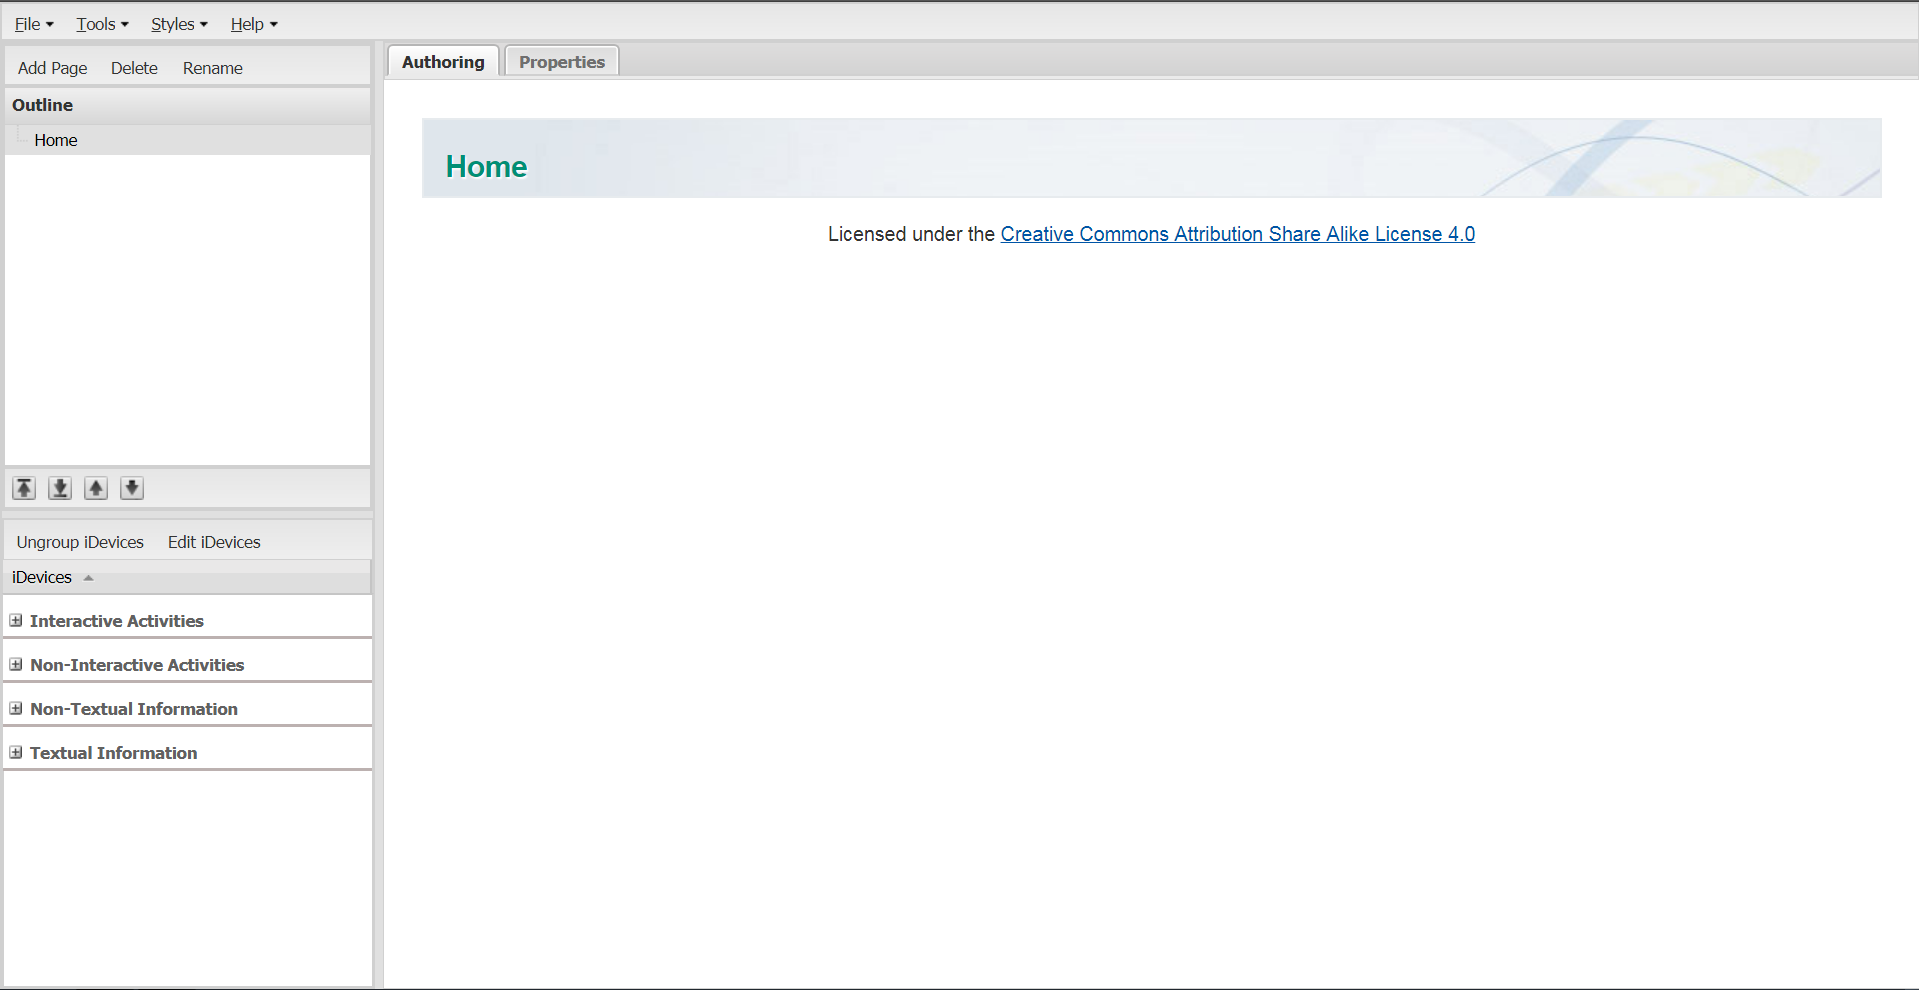 File Tools Styles Help
Add Page Delete Rename
Outline
Home
Ungroup iDevices Edit iDevices
iDevices
Interactive Activities
Non-Interactive Activities
Non-Textual Information
Textual Information
Authoring Properties
Home
Licensed under the Creative Commons Attribution Share Alike License 4.0